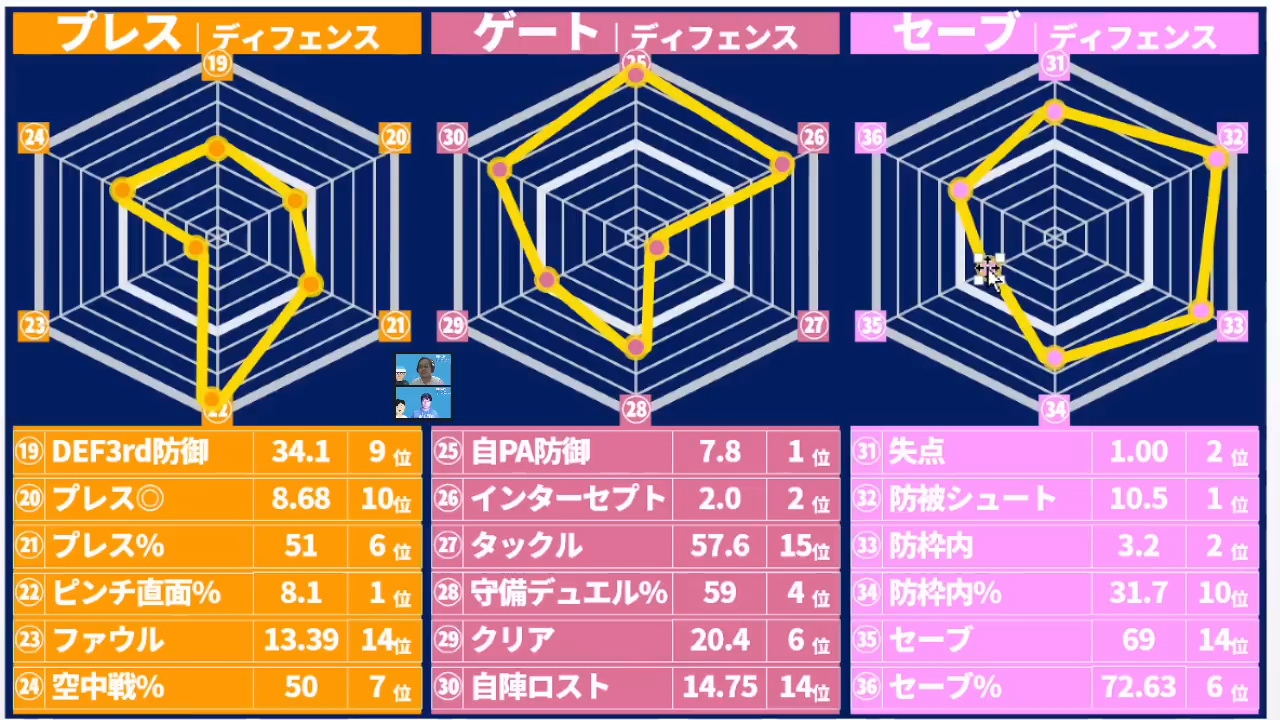 プレス | ディフェンス
⑲
⑳
㉑
㉒
㉓
㉔
⑲ DEF3rd防御 34.1 9位
⑳ プレス◎ 8.68 10位
㉑ プレス% 51 6位
㉒ ピンチ直面% 8.1 1位
㉓ ファウル 13.39 14位
㉔ 空中戦% 50 7位
ゲート | ディフェンス
㉕
㉖
㉗
㉘
㉙
㉚
㉕ 自PA防御 7.8 1位
㉖ インターセプト 2.0 2位
㉗ タックル 57.6 15位
㉘ 守備デュエル% 59 4位
㉙ クリア 20.4 6位
㉚ 自陣ロスト 14.75 14位
セーブ | ディフェンス
㉛
㉜
㉝
㉞
㉟
㊱
㉛ 失点 1.00 2位
㉜ 防被シュート 10.5 1位
㉝ 防枠内 3.2 2位
㉞ 防枠内% 31.7 10位
㉟ セーブ 69 14位
㊱ セーブ% 72.63 6位